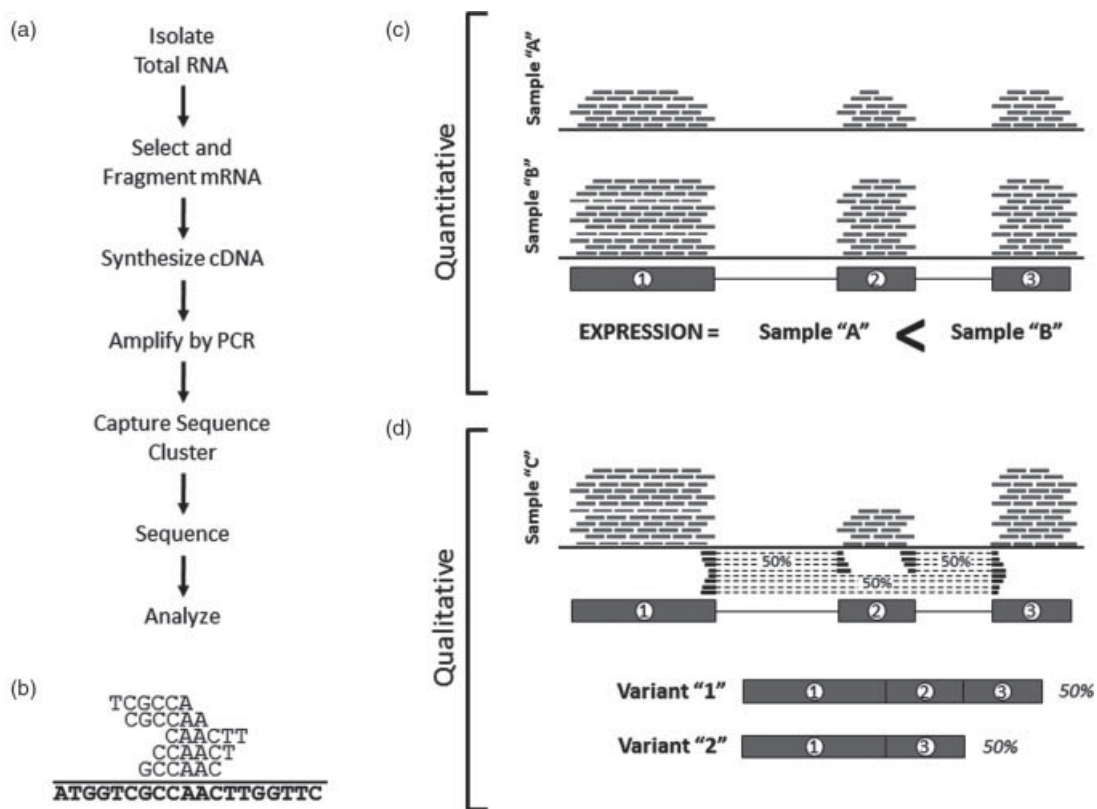 (a)
Isolate
Total RNA
Select and
Fragment mRNA
Synthesize cDNA
Amplify by PCR
Capture Sequence
Cluster
Sequence
Analyze
(b)
TCGCCA
CGCCAA
CAACTT
CCAACT
GCCAAC
ATGGTCGCCAACTTGGTTC
(c)
Quantitative
Sample "A"
Sample "B"
1 2 3
EXPRESSION = Sample "A" < Sample "B"
(d)
Qualitative
Sample "C"
50% 50%
50%
1 2 3
Variant "1" 1 2 3 50%
Variant "2" 1 3 50%